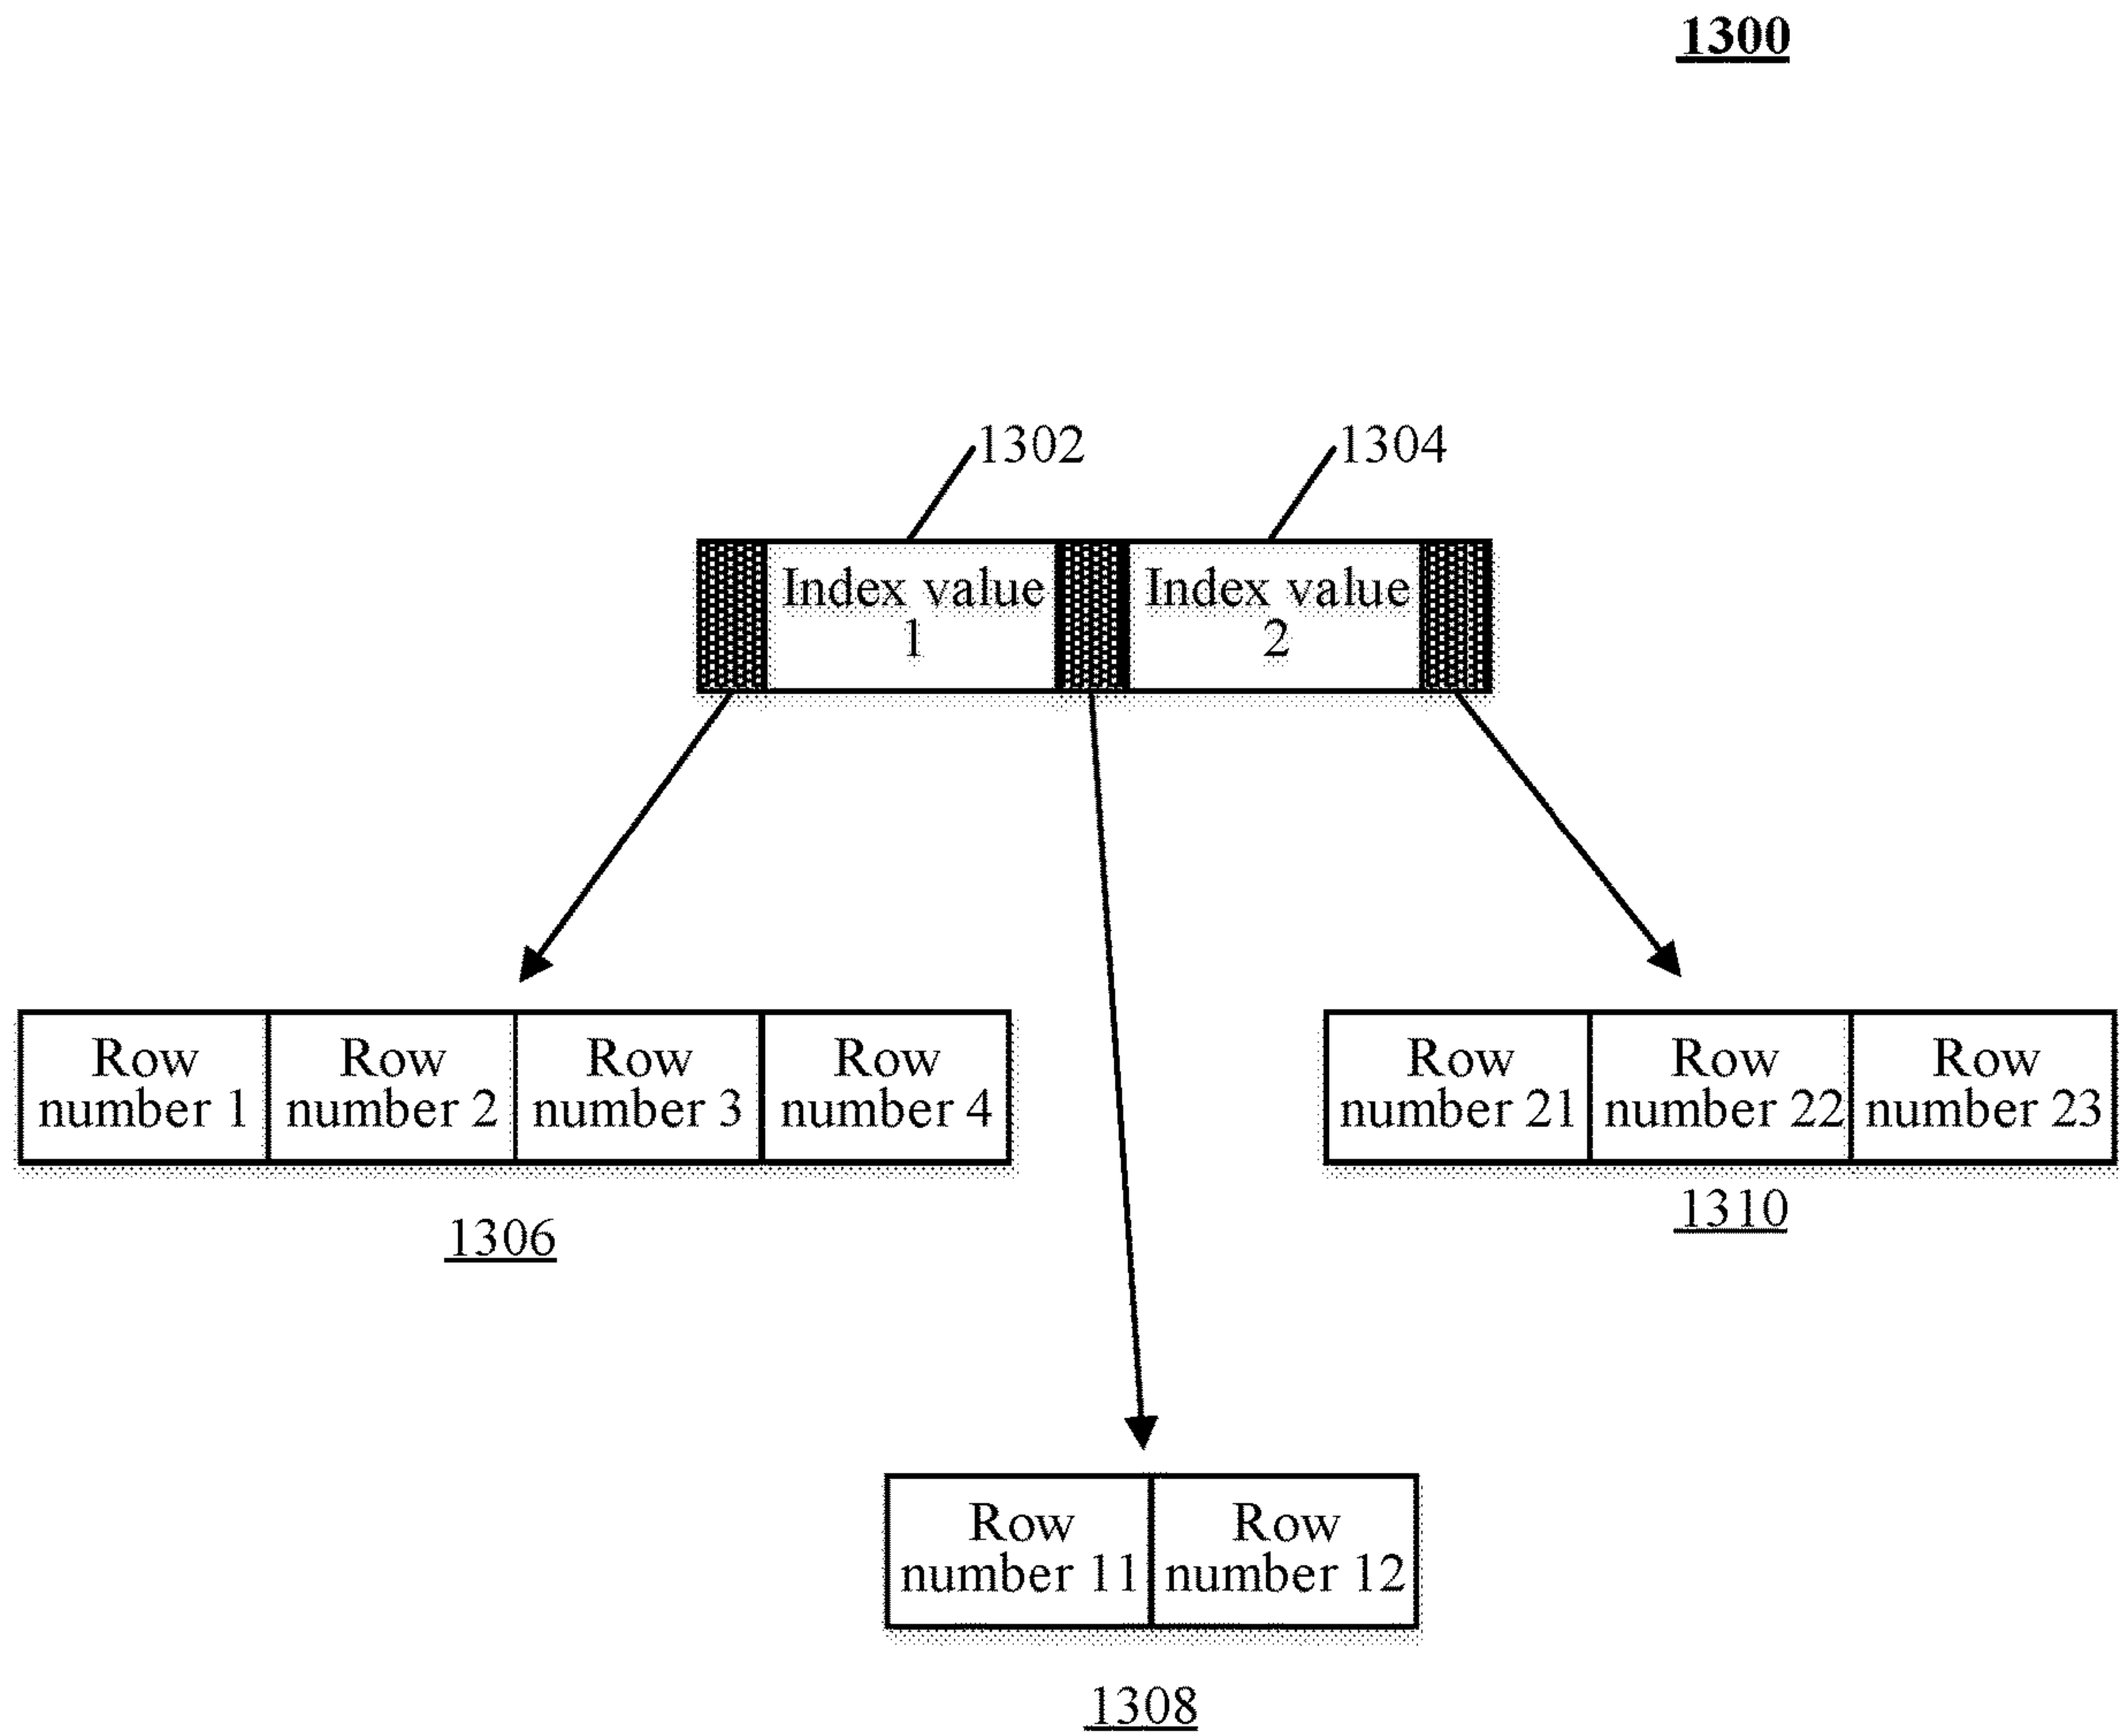 1300
1302
1304
Index value
1
Index value
2
Row
number 1
Row
number 2
Row
number 3
Row
number 4
Row
number 21
Row
number 22
Row
number 23
1306
1310
Row
number 11
Row
number 12
1308